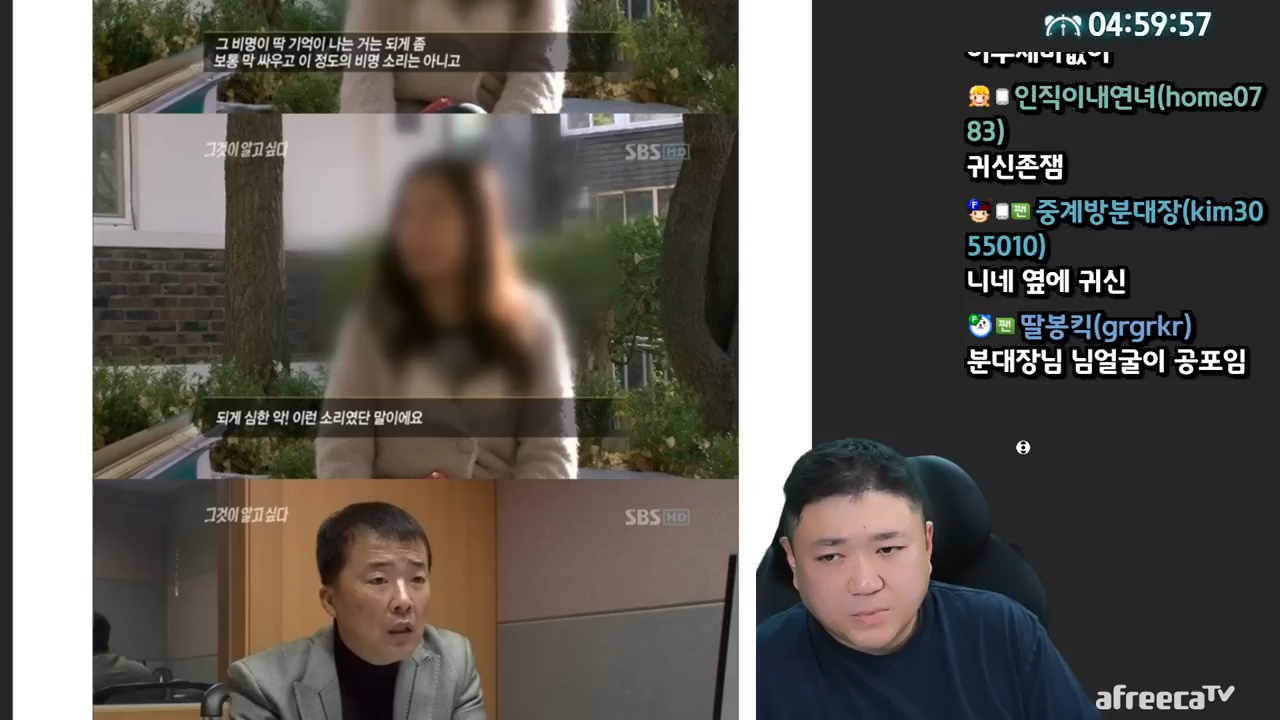 그 비명이 딱 기억이 나는 거는 되게 좀
보통 막 싸우고 이 정도의 비명 소리는 아니고
그것이 알고 싶다
SBS HD
되게 심한 악! 이런 소리였단 말이에요
그것이 알고 싶다
SBS HD
04:59:57
인직이내연녀(home07
83)
귀신존잼
중계방분대장(kim30
55010)
니네 옆에 귀신
딸봉킥(grgrkr)
분대장님 님얼굴이 공포임
afreecaTV